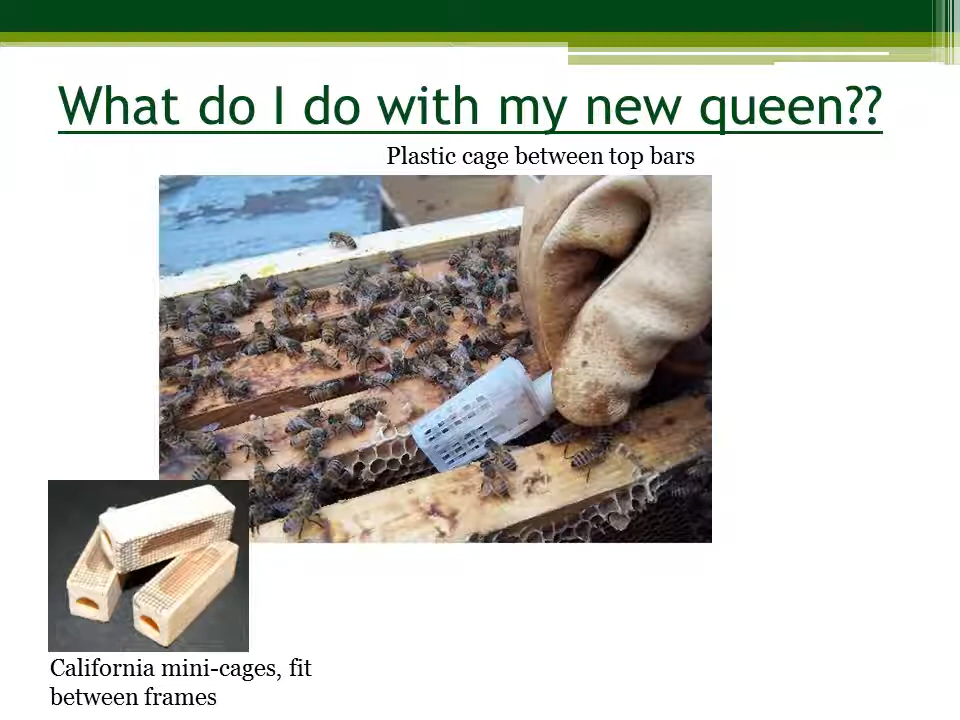 What do I do with my new queen??
Plastic cage between top bars
California mini-cages, fit
between frames